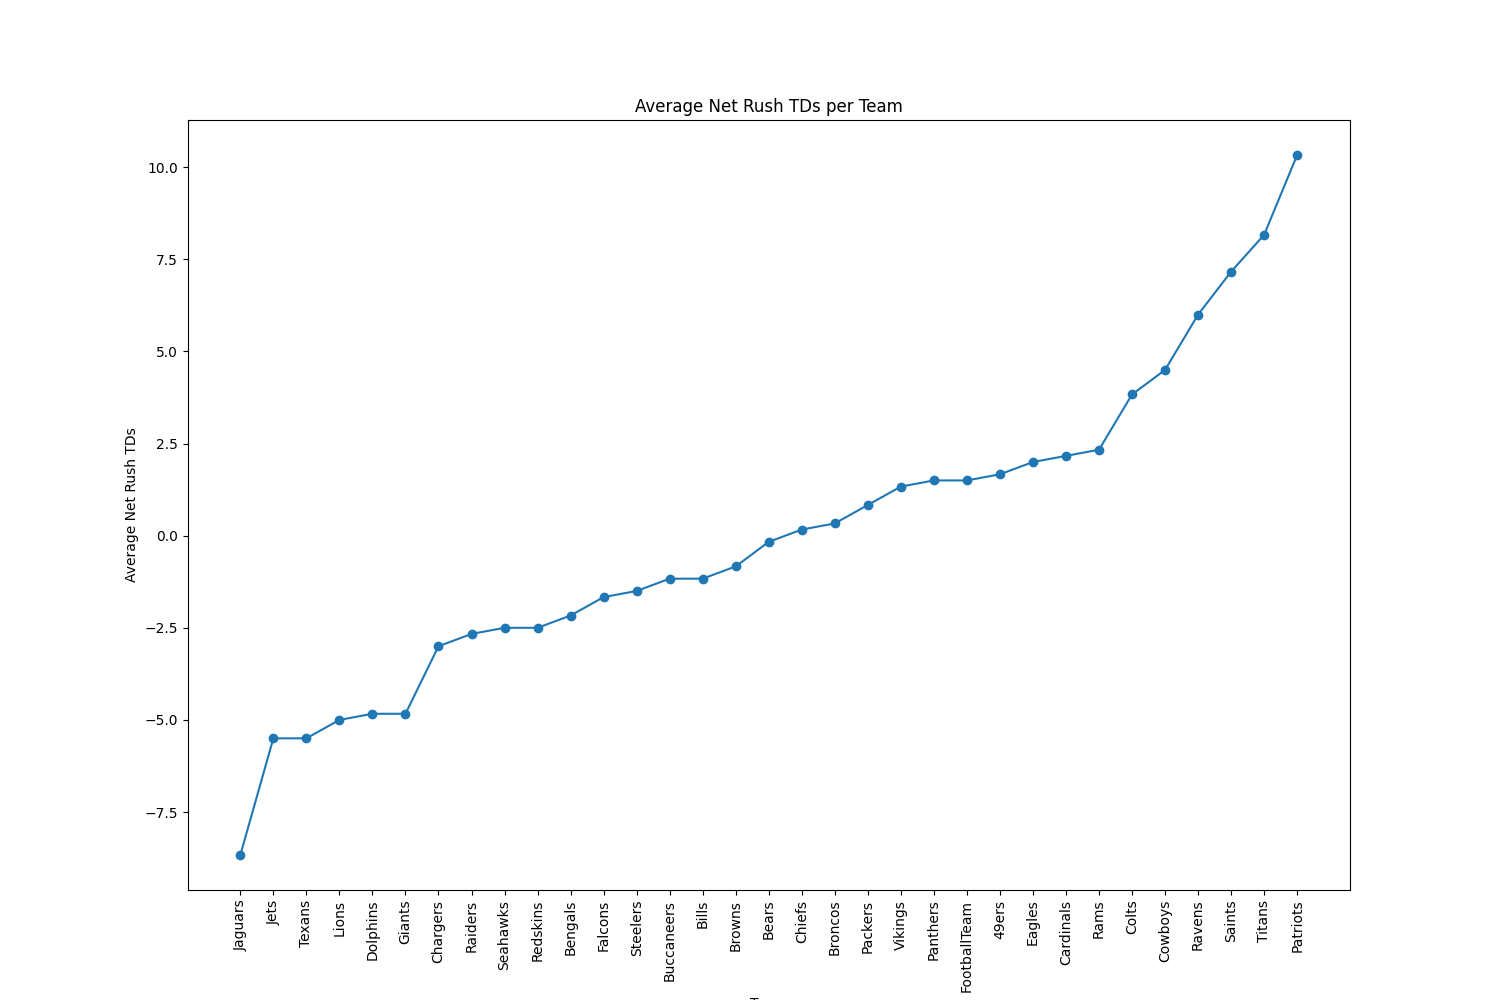 Average Net Rush TDs per Team
10.0
7.5
5.0
2.5
0.0
−2.5
−5.0
−7.5
Average Net Rush TDs
Jaguars
Jets
Texans
Lions
Dolphins
Giants
Chargers
Raiders
Seahawks
Redskins
Bengals
Falcons
Steelers
Buccaneers
Bills
Browns
Bears
Chiefs
Broncos
Packers
Vikings
Panthers
FootballTeam
49ers
Eagles
Cardinals
Rams
Colts
Cowboys
Ravens
Saints
Titans
Patriots